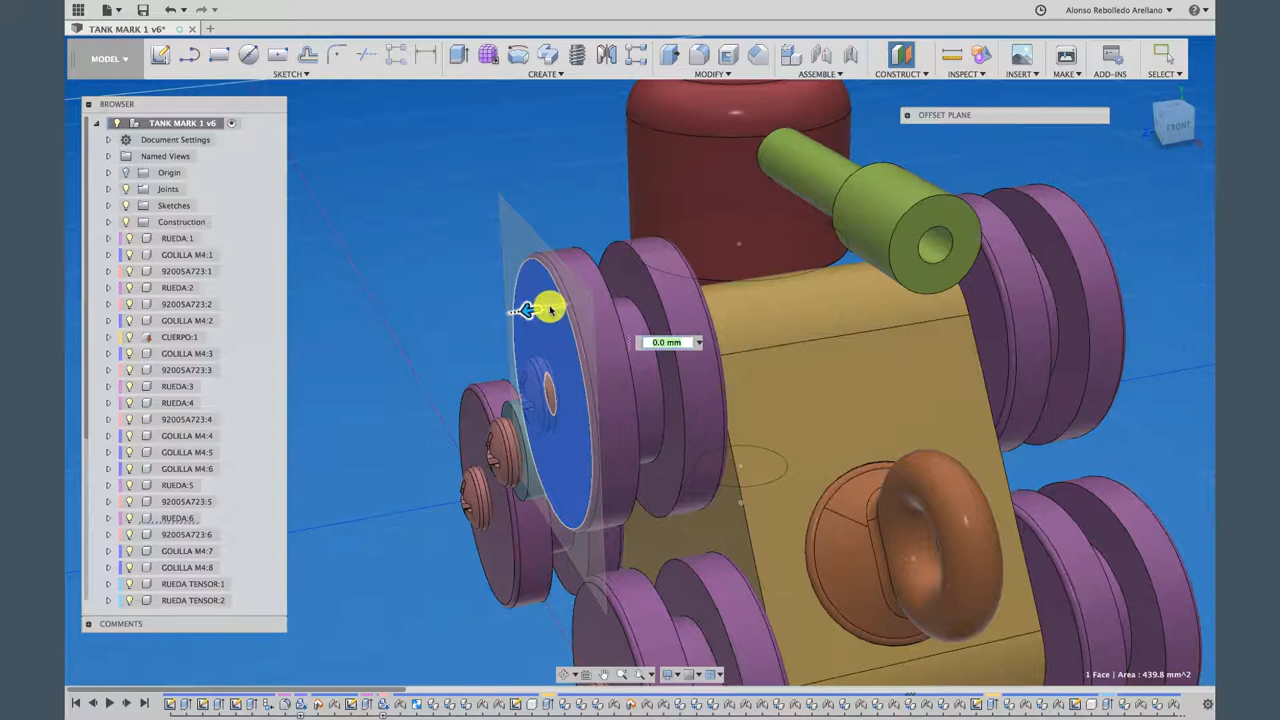 Alonso Rebolledo Arellano
TANK MARK 1 v6*
MODEL
SKETCH
CREATE
MODIFY
ASSEMBLE
CONSTRUCT
INSPECT
INSERT
MAKE
ADD-INS
SELECT
BROWSER
OFFSET PLANE
FRONT
TANK MARK 1 v6
Document Settings
Named Views
Origin
Joints
Sketches
Construction
RUEDA:1
GOLILLA M4:1
92005A723:1
RUEDA:2
92005A723:2
GOLILLA M4:2
CUERPO:1
GOLILLA M4:3
92005A723:3
RUEDA:3
RUEDA:4
92005A723:4
GOLILLA M4:4
GOLILLA M4:5
GOLILLA M4:6
RUEDA:5
92005A723:5
RUEDA:6
92005A723:6
GOLILLA M4:7
GOLILLA M4:8
RUEDA TENSOR:1
RUEDA TENSOR:2
0.0 mm
COMMENTS
1 Face | Area : 439.8 mm^2